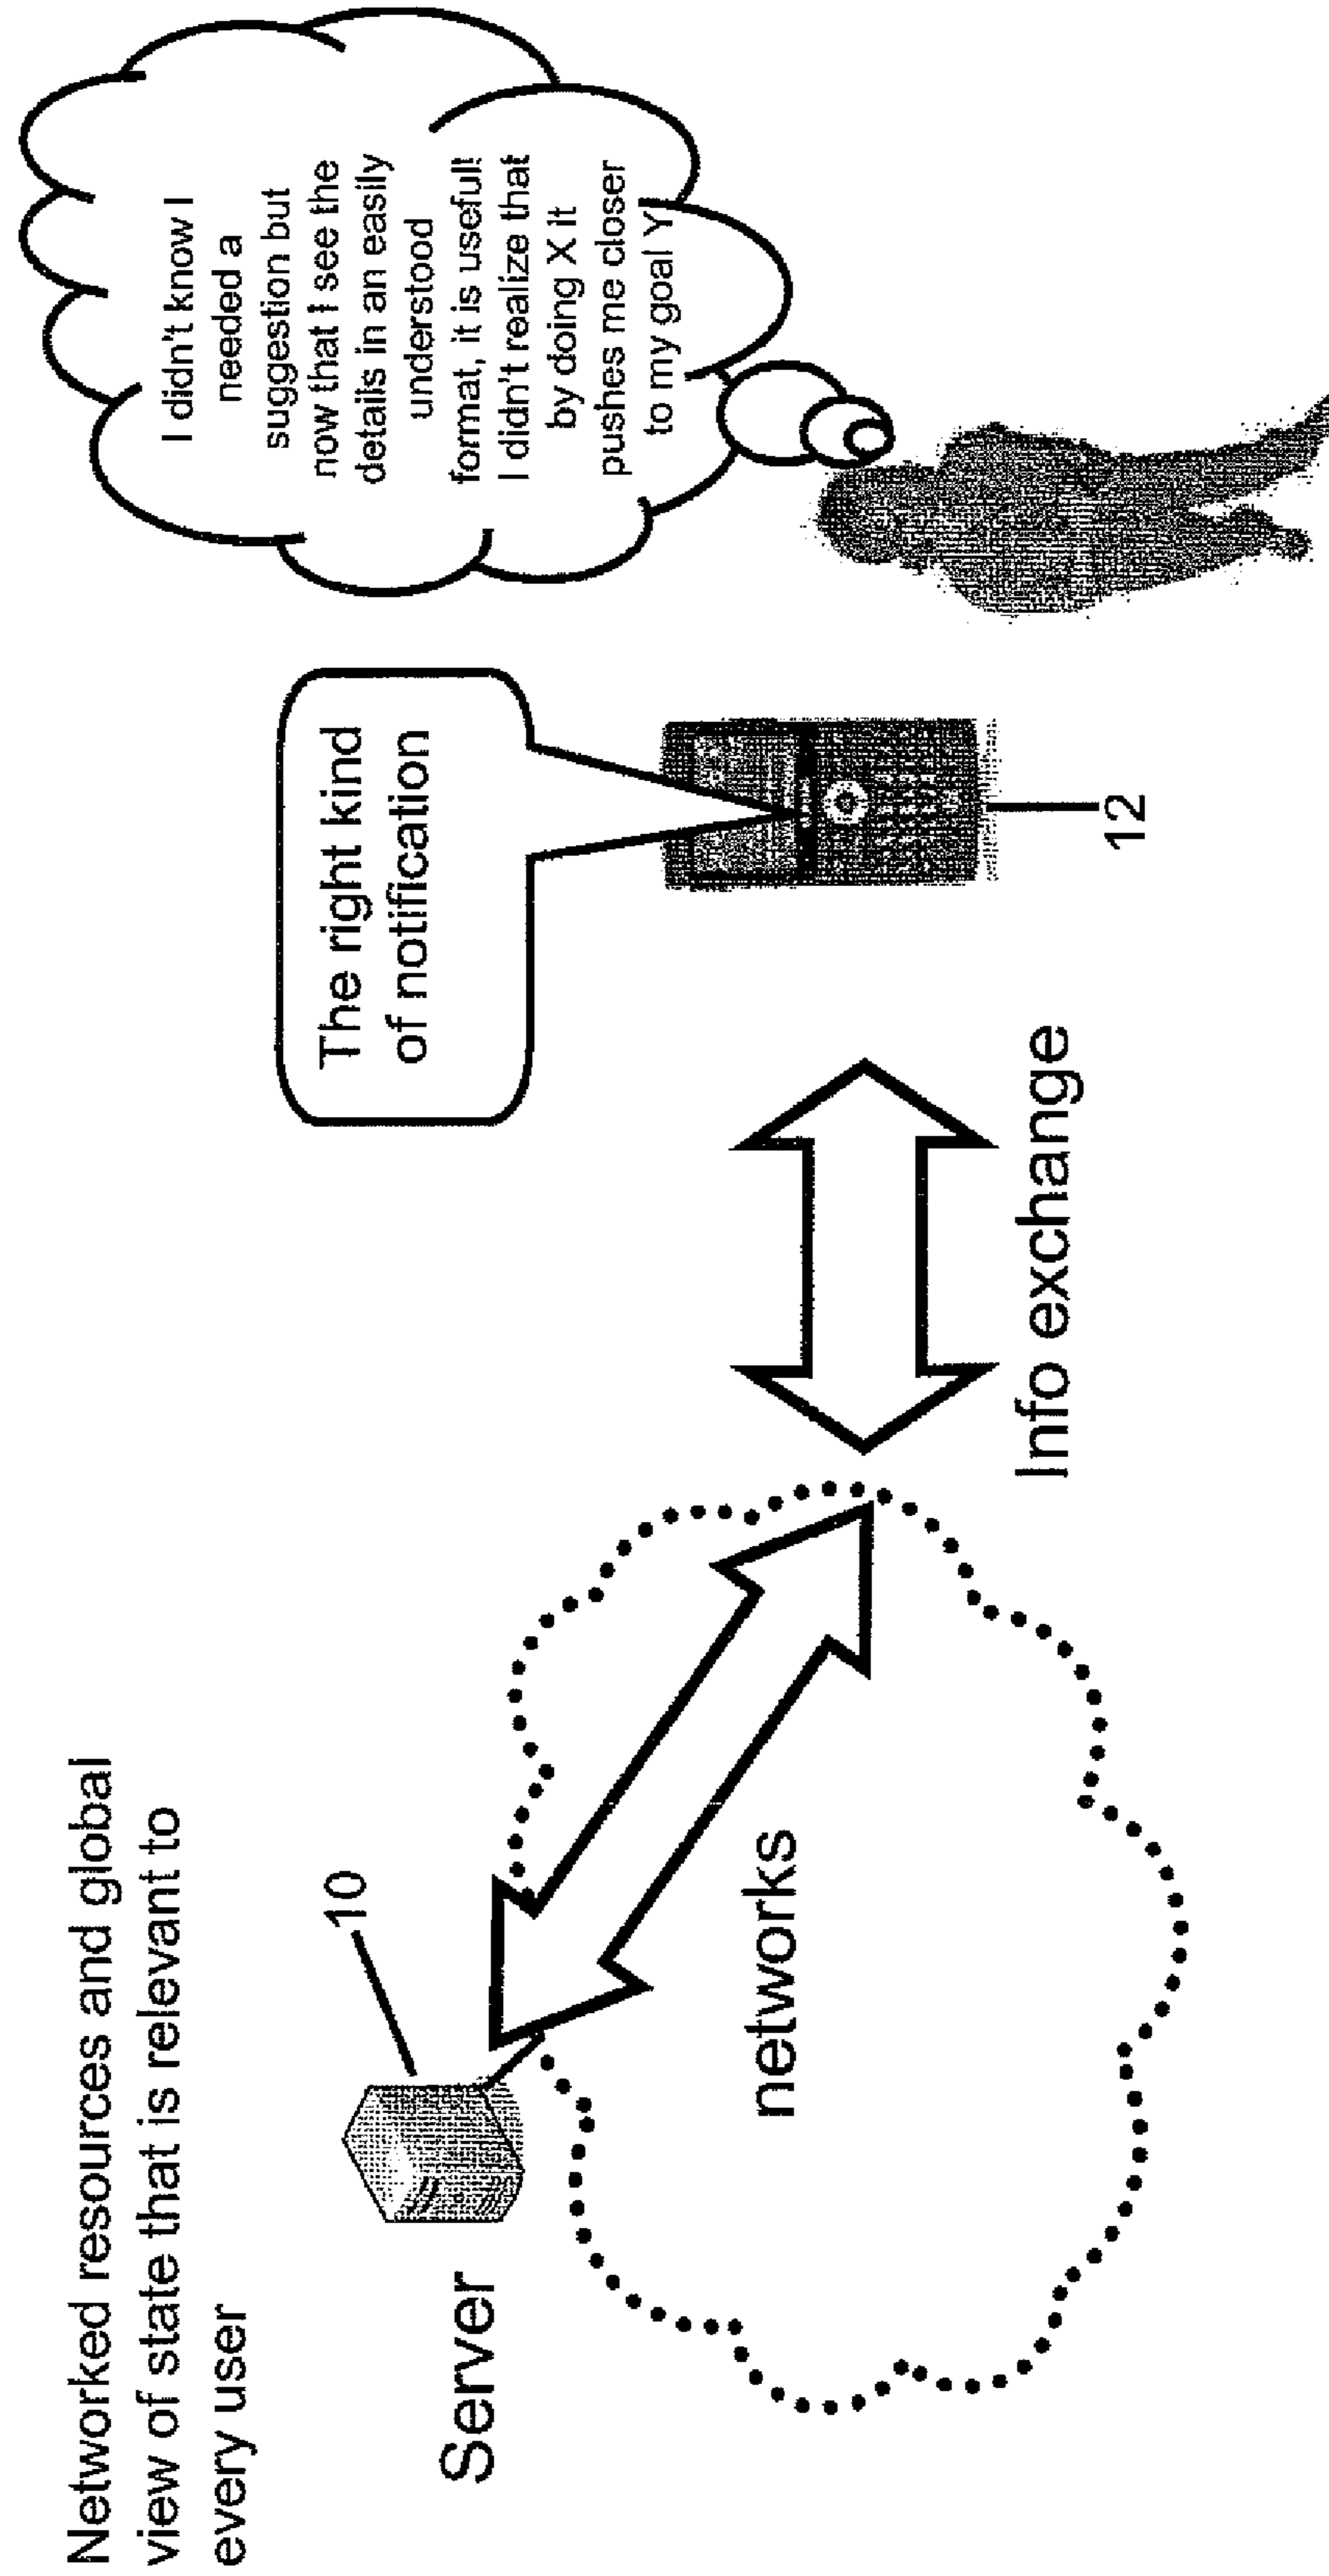 Networked resources and global
view of state that is relevant to
every user
10
Server
networks
Info exchange
The right kind
of notification
12
I didn't know I
needed a
suggestion but
now that I see the
details in an easily
understood
format, it is useful!
I didn't realize that
by doing X it
pushes me closer
to my goal Y